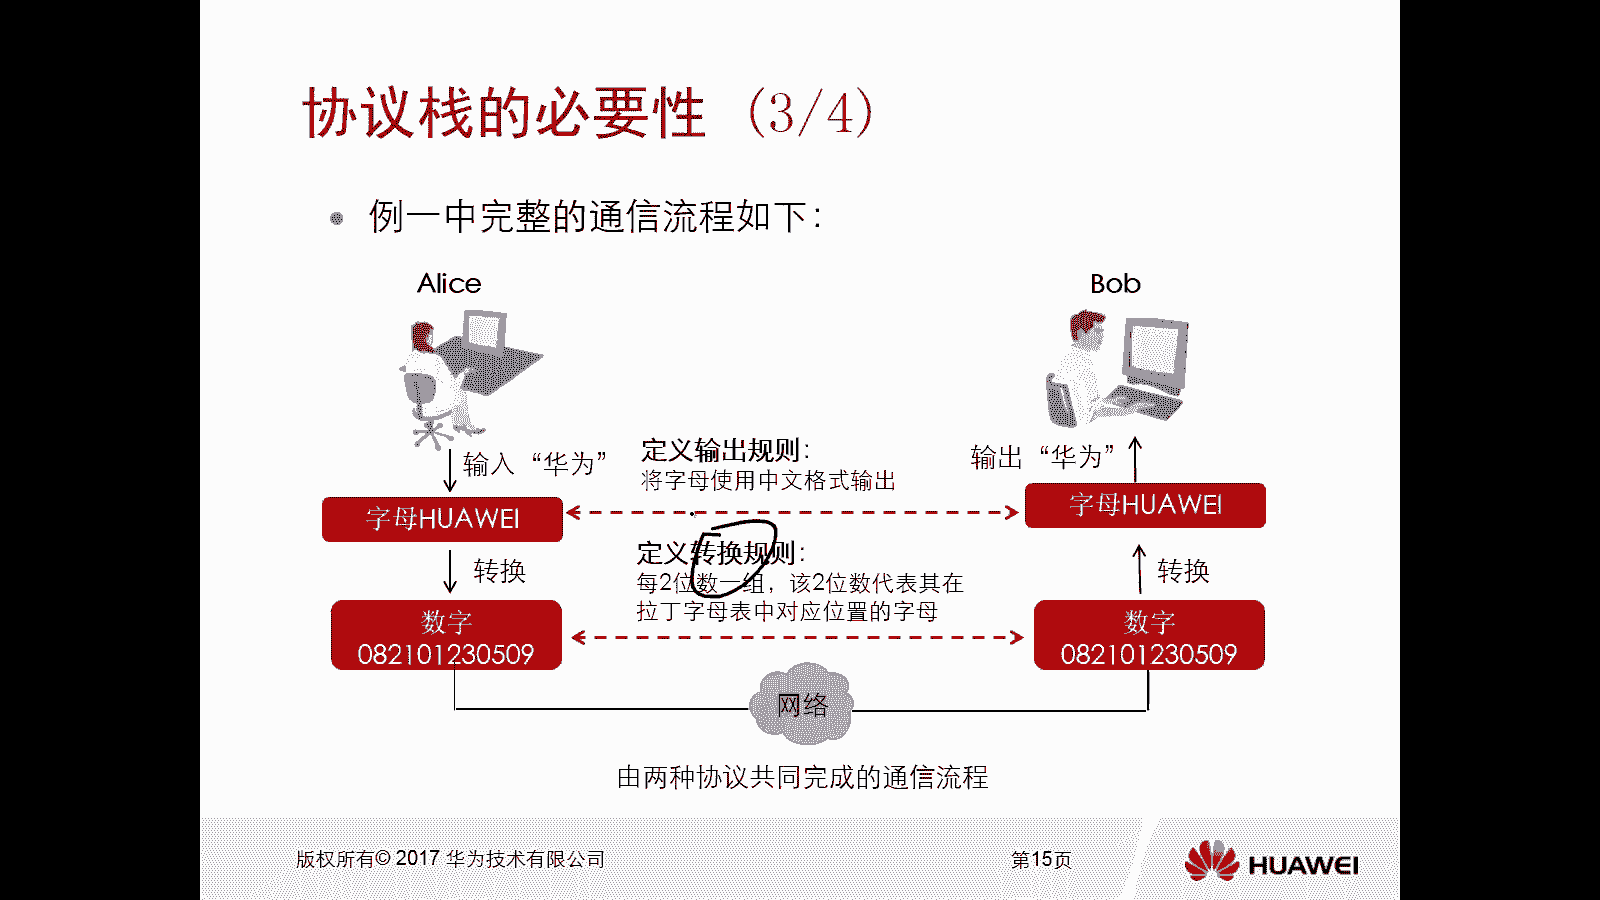 协议栈的必要性 (3/4)
例一中完整的通信流程如下：
Alice
Bob
输入“华为”
定义输出规则：
将字母使用中文格式输出
输出“华为”
字母HUAWEI
字母HUAWEI
转换
定义转换规则：
每2位数一组，该2位数代表其在
拉丁字母表中对应位置的字母
转换
数字
082101230509
数字
082101230509
网络
由两种协议共同完成的通信流程
版权所有© 2017 华为技术有限公司
第15页
HUAWEI